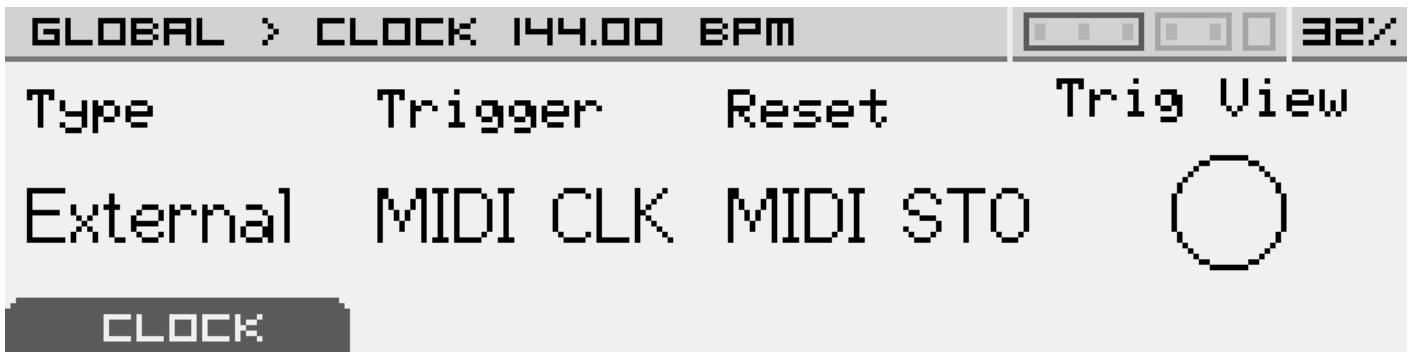 GLOBAL > CLOCK 144.00 BPM 32%
Type Trigger Reset Trig View
External MIDI CLK MIDI STO
CLOCK